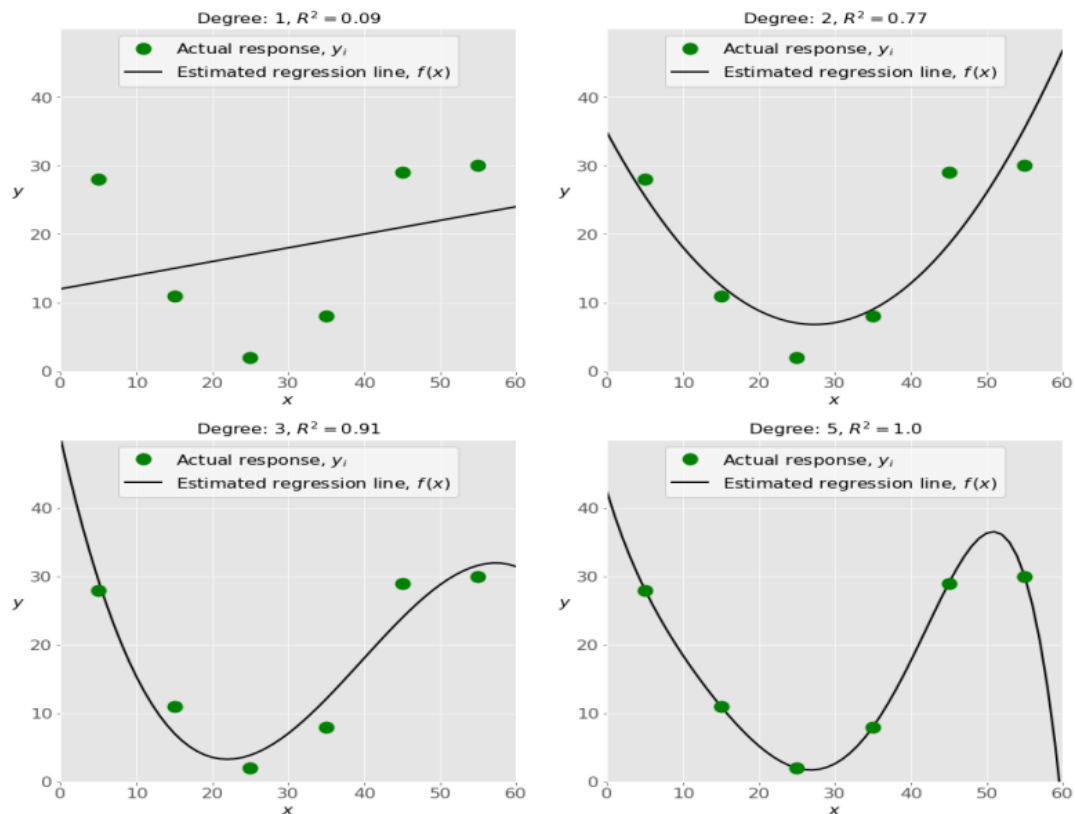 Degree: 1, R² = 0.09
Actual response, yᵢ
Estimated regression line, f(x)
40
30
y
20
10
0
0 10 20 30 40 50 60
x
Degree: 2, R² = 0.77
Actual response, yᵢ
Estimated regression line, f(x)
40
30
y
20
10
0
0 10 20 30 40 50 60
x
Degree: 3, R² = 0.91
Actual response, yᵢ
Estimated regression line, f(x)
40
30
y
20
10
0
0 10 20 30 40 50 60
x
Degree: 5, R² = 1.0
Actual response, yᵢ
Estimated regression line, f(x)
40
30
y
20
10
0
0 10 20 30 40 50 60
x